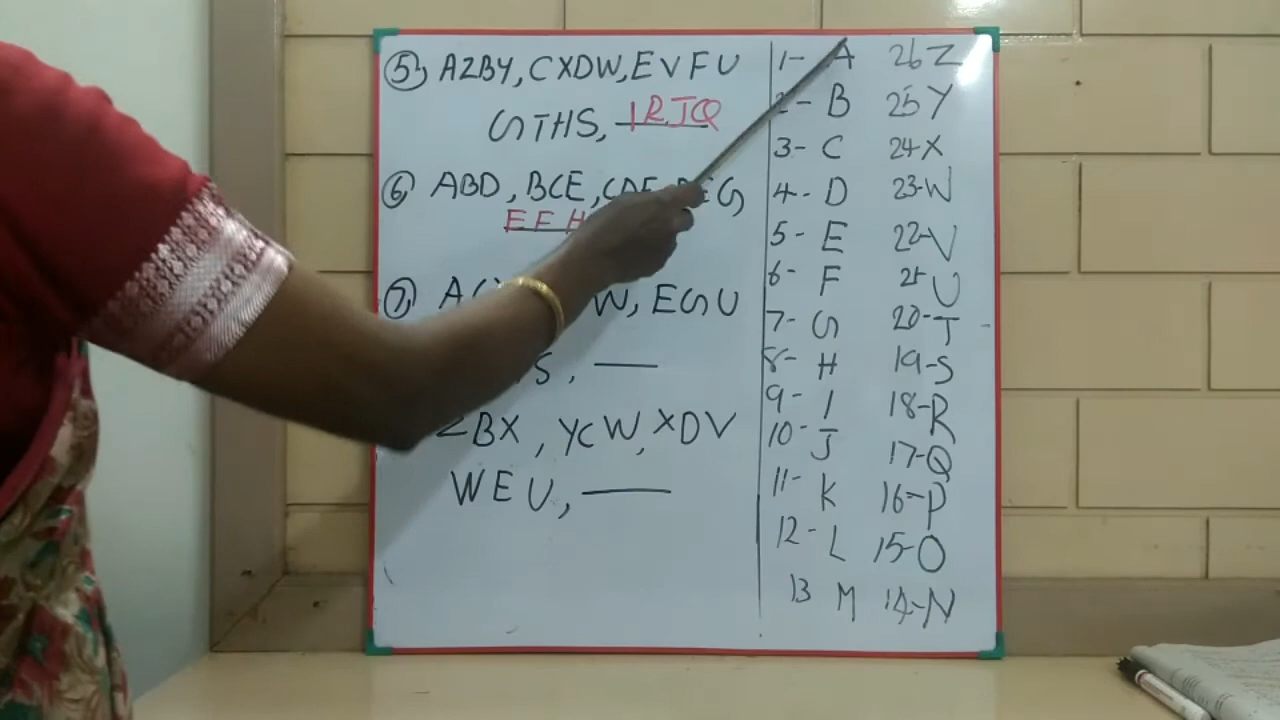 5) AZBY, CXDW, EVFU
GTHS, IRJQ
6) ABD, BCE,
EFH
7) EGU
S, ___
ZBX, YCW, XDV
WEU, ___
1- A 26 Z
2- B 25 Y
3- C 24-X
4- D 23-W
5- E 22-V
6- F 21 U
7- G 20-T
8- H 19-S
9- I 18-R
10- J 17-Q
11- K 16-P
12- L 15-O
13 M 14-N